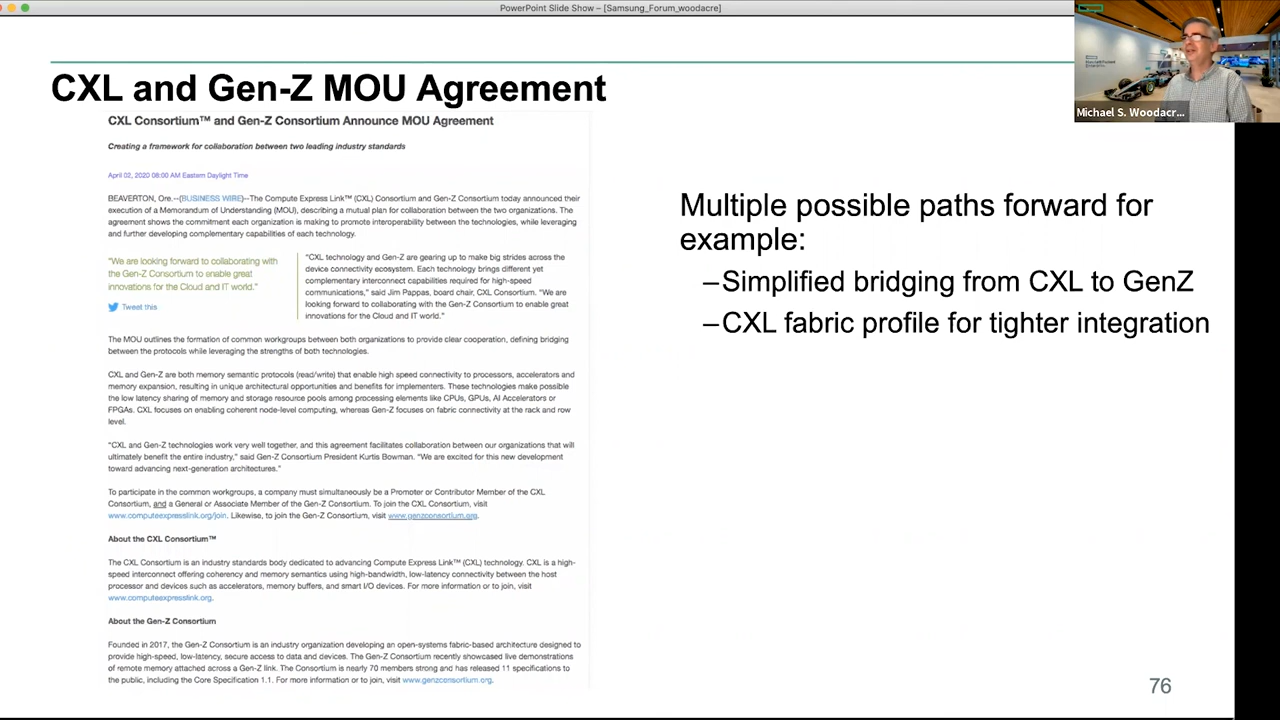 PowerPoint Slide Show – [Samsung_Forum_woodacre]
Michael S. Woodacr...
CXL and Gen-Z MOU Agreement
CXL Consortium™ and Gen-Z Consortium Announce MOU Agreement
Creating a framework for collaboration between two leading industry standards
April 02, 2020 08:00 AM Eastern Daylight Time
BEAVERTON, Ore.--(BUSINESS WIRE)--The Compute Express Link™ (CXL) Consortium and Gen-Z Consortium today announced their
execution of a Memorandum of Understanding (MOU), describing a mutual plan for collaboration between the two organizations. The
agreement shows the commitment each organization is making to promote interoperability between the technologies, while leveraging
and further developing complementary capabilities of each technology.
"We are looking forward to collaborating with
the Gen-Z Consortium to enable great
innovations for the Cloud and IT world."
Tweet this
"CXL technology and Gen-Z are gearing up to make big strides across the
device connectivity ecosystem. Each technology brings different yet
complementary interconnect capabilities required for high-speed
communications," said Jim Pappas, board chair, CXL Consortium. "We are
looking forward to collaborating with the Gen-Z Consortium to enable great
innovations for the Cloud and IT world."
The MOU outlines the formation of common workgroups between both organizations to provide clear cooperation, defining bridging
between the protocols while leveraging the strengths of both technologies.
CXL and Gen-Z are both memory semantic protocols (read/write) that enable high speed connectivity to processors, accelerators and
memory expansion, resulting in unique architectural opportunities and benefits for implementers. These technologies make possible
the low latency sharing of memory and storage resource pools among processing elements like CPUs, GPUs, AI Accelerators or
FPGAs. CXL focuses on enabling coherent node-level computing, whereas Gen-Z focuses on fabric connectivity at the rack and row
level.
"CXL and Gen-Z technologies work very well together, and this agreement facilitates collaboration between our organizations that will
ultimately benefit the entire industry," said Gen-Z Consortium President Kurtis Bowman. "We are excited for this new development
toward advancing next-generation architectures."
To participate in the common workgroups, a company must simultaneously be a Promoter or Contributor Member of the CXL
Consortium, and a General or Associate Member of the Gen-Z Consortium. To join the CXL Consortium, visit
www.computeexpresslink.org/join. Likewise, to join the Gen-Z Consortium, visit www.genzconsortium.org.
About the CXL Consortium™
The CXL Consortium is an industry standards body dedicated to advancing Compute Express Link™ (CXL) technology. CXL is a high-
speed interconnect offering coherency and memory semantics using high-bandwidth, low-latency connectivity between the host
processor and devices such as accelerators, memory buffers, and smart I/O devices. For more information or to join, visit
www.computeexpresslink.org.
About the Gen-Z Consortium
Founded in 2017, the Gen-Z Consortium is an industry organization developing an open-systems fabric-based architecture designed to
provide high-speed, low-latency, secure access to data and devices. The Gen-Z Consortium recently showcased live demonstrations
of remote memory attached across a Gen-Z link. The Consortium is nearly 70 members strong and has released 11 specifications to
the public, including the Core Specification 1.1. For more information or to join, visit www.genzconsortium.org.
Multiple possible paths forward for
example:
–Simplified bridging from CXL to GenZ
–CXL fabric profile for tighter integration
76